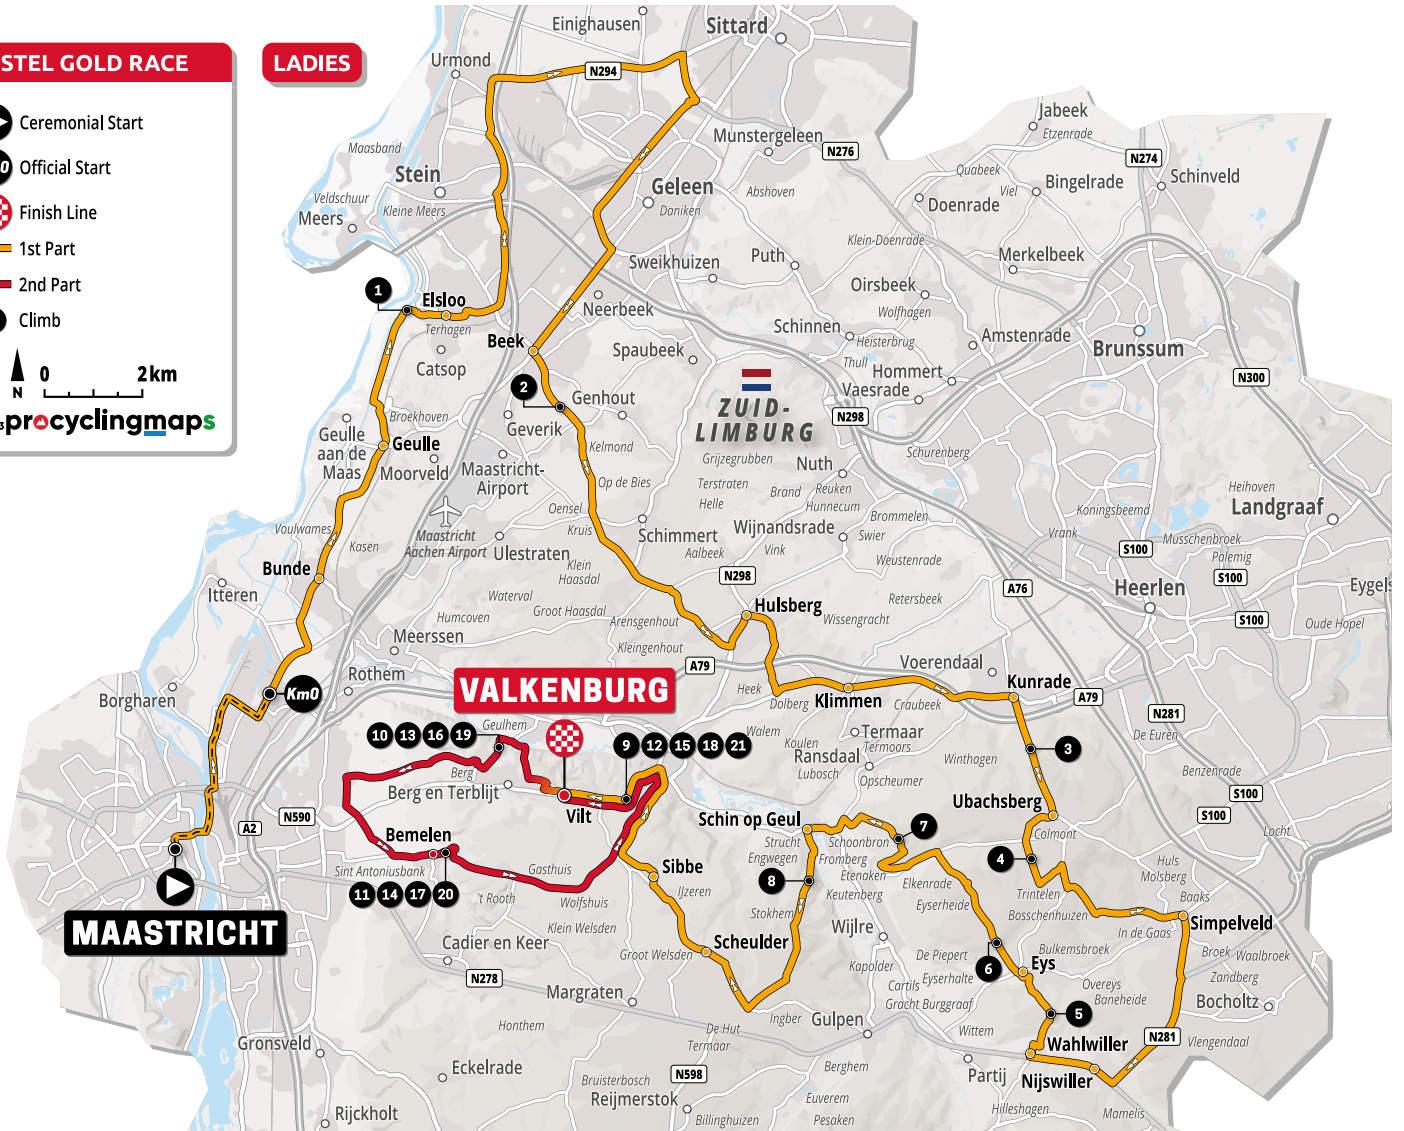 STEL GOLD RACE
LADIES
Ceremonial Start
Official Start
Finish Line
1st Part
2nd Part
Climb
N
0
2km
procyclingmaps
Einighausen
Sittard
Urmond
N294
Maasband
Stein
Munstergeleen
N276
Jabeek
Etzenrade
N274
Schinveld
Quabeek
Viel
Bingelrade
Doenrade
Veldschuur
Meers
Kleine Meers
Geleen
Daniken
Abshoven
Klein-Doenrade
Merkelbeek
Sweikhuizen
Puth
Oirsbeek
Wolfhagen
1
Elsloo
Terhagen
Neerbeek
Schinnen
Heisterbrug
Amstenrade
Brunssum
Beek
Catsop
Spaubeek
Thull
Hommert
Vaesrade
N300
2
Genhout
ZUID-
LIMBURG
N298
Broekhoven
Geverik
Geulle
aan de
Maas
Geulle
Moorveld
Kelmond
Grijzegrubben
Nuth
Schurenberg
Maastricht-
Airport
Op de Bies
Terstraten
Helle
Brand
Reuken
Hunnecum
Heihoven
Landgraaf
Koningsbeemd
Voulwames
Kasen
Maastricht
Aachen Airport
Oensel
Kruis
Schimmert
Aalbeek
Wijnandsrade
Vink
Brommelen
Swier
Weustenrade
Vrank
S100
Musschenbroek
Palemig
Ulestraten
Klein
Haasdal
Bunde
Itteren
Waterval
Groot Haasdal
N298
Hulsberg
Retersbeek
A76
Heerlen
S100
Eygels
Humcoven
Arensgenhout
Wissengracht
S100
Oude Hopel
Meerssen
Kleingenhout
Rothem
A79
Voerendaal
Borgharen
Km0
VALKENBURG
Heek
Dolberg
Klimmen
Craubeek
Kunrade
A79
N281
De Euren
10
13
16
19
Geulhem
9
12
15
18
21
Walem
Koulen
Ransdaal
Lubosch
Termaar
Termoors
Opscheumer
Winthagen
3
Benzenrade
S100
Berg
Berg en Terblijt
Vilt
Ubachsberg
S100
Locht
N590
A2
Bemelen
Schin op Geul
Strucht
Engwegen
Schoonbron
Fromberg
Etenaken
7
Colmont
4
Huls
Molsberg
Sint Antoniusbank
Gasthuis
Sibbe
IJzeren
8
Keutenberg
Elkenrade
Eyserheide
Trintelen
Bosschenhuizen
Baaks
11
14
17
20
't Rooth
Wolfshuis
Stokhem
Wijlre
In de Gaas
Simpelveld
MAASTRICHT
Klein Welsden
Cadier en Keer
Groot Welsden
Scheulder
De Piepert
Eyserhalte
6
Eys
Bulkemsbroek
Broek
Waalbroek
Zandberg
N278
Kapolder
Cartils
Gracht Burggraaf
Overeys
Baneheide
Bocholtz
Margraten
Ingber
Gulpen
5
Honthem
De Hut
Termaar
Wittem
Wahlwiller
N281
Vlengendaal
Gronsveld
Eckelrade
N598
Berghem
Partij
Nijswiller
Bruisterbosch
Reijmerstok
Euverem
Pesaken
Hilleshagen
Mamelis
Rijckholt
Billinghuizen